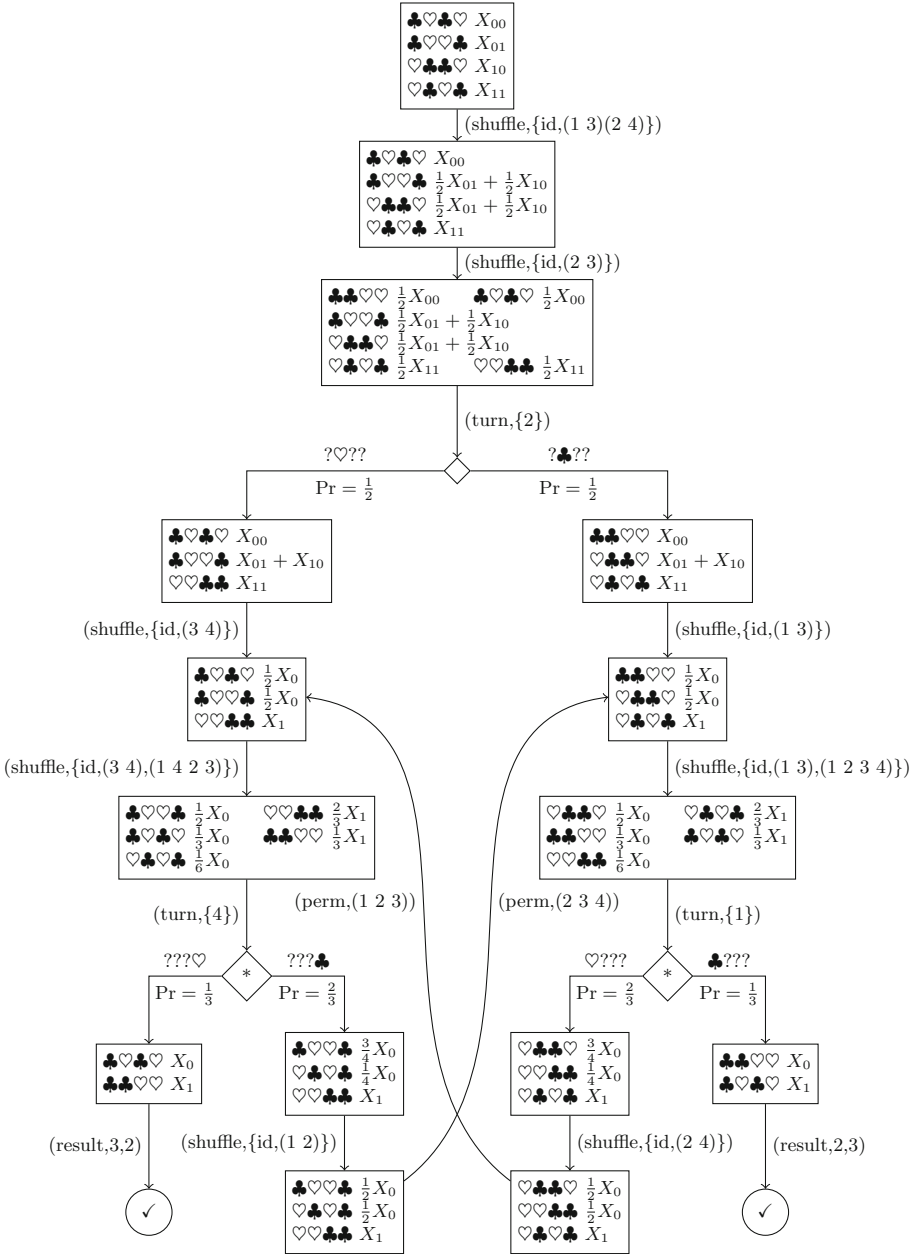 ♣♡♣♡ X₀₀
♣♡♡♣ X₀₁
♡♣♣♡ X₁₀
♡♣♡♣ X₁₁
(shuffle,{id,(1 3)(2 4)})
♣♡♣♡ X₀₀
♣♡♡♣ ½X₀₁ + ½X₁₀
♡♣♣♡ ½X₀₁ + ½X₁₀
♡♣♡♣ X₁₁
(shuffle,{id,(2 3)})
♣♣♡♡ ½X₀₀ ♣♡♣♡ ½X₀₀
♣♡♡♣ ½X₀₁ + ½X₁₀
♡♣♣♡ ½X₀₁ + ½X₁₀
♡♣♡♣ ½X₁₁ ♡♡♣♣ ½X₁₁
(turn,{2})
?♡?? ?♣??
Pr = ½ Pr = ½
♣♡♣♡ X₀₀
♣♡♡♣ X₀₁ + X₁₀
♡♡♣♣ X₁₁
♣♣♡♡ X₀₀
♡♣♣♡ X₀₁ + X₁₀
♡♣♡♣ X₁₁
(shuffle,{id,(3 4)}) (shuffle,{id,(1 3)})
♣♡♣♡ ½X₀
♣♡♡♣ ½X₀
♡♡♣♣ X₁
♣♣♡♡ ½X₀
♡♣♣♡ ½X₀
♡♣♡♣ X₁
(shuffle,{id,(3 4),(1 4 2 3)}) (shuffle,{id,(1 3),(1 2 3 4)})
♣♡♡♣ ½X₀ ♡♡♣♣ ⅔X₁
♣♡♣♡ ⅓X₀ ♣♣♡♡ ⅓X₁
♡♣♡♣ ⅙X₀
♡♣♣♡ ½X₀ ♡♣♡♣ ⅔X₁
♣♣♡♡ ⅓X₀ ♣♡♣♡ ⅓X₁
♡♡♣♣ ⅙X₀
(turn,{4}) (perm,(1 2 3)) (perm,(2 3 4)) (turn,{1})
???♡ * ???♣ ♡??? * ♣???
Pr = ⅓ Pr = ⅔ Pr = ⅔ Pr = ⅓
♣♡♣♡ X₀
♣♣♡♡ X₁
♣♡♡♣ ¾X₀
♡♣♡♣ ¼X₀
♡♡♣♣ X₁
♡♣♣♡ ¾X₀
♡♡♣♣ ¼X₀
♡♣♡♣ X₁
♣♣♡♡ X₀
♣♡♣♡ X₁
(result,3,2) (shuffle,{id,(1 2)}) (shuffle,{id,(2 4)}) (result,2,3)
✓
♣♡♡♣ ½X₀
♡♣♡♣ ½X₀
♡♡♣♣ X₁
♡♣♣♡ ½X₀
♡♡♣♣ ½X₀
♡♣♡♣ X₁
✓